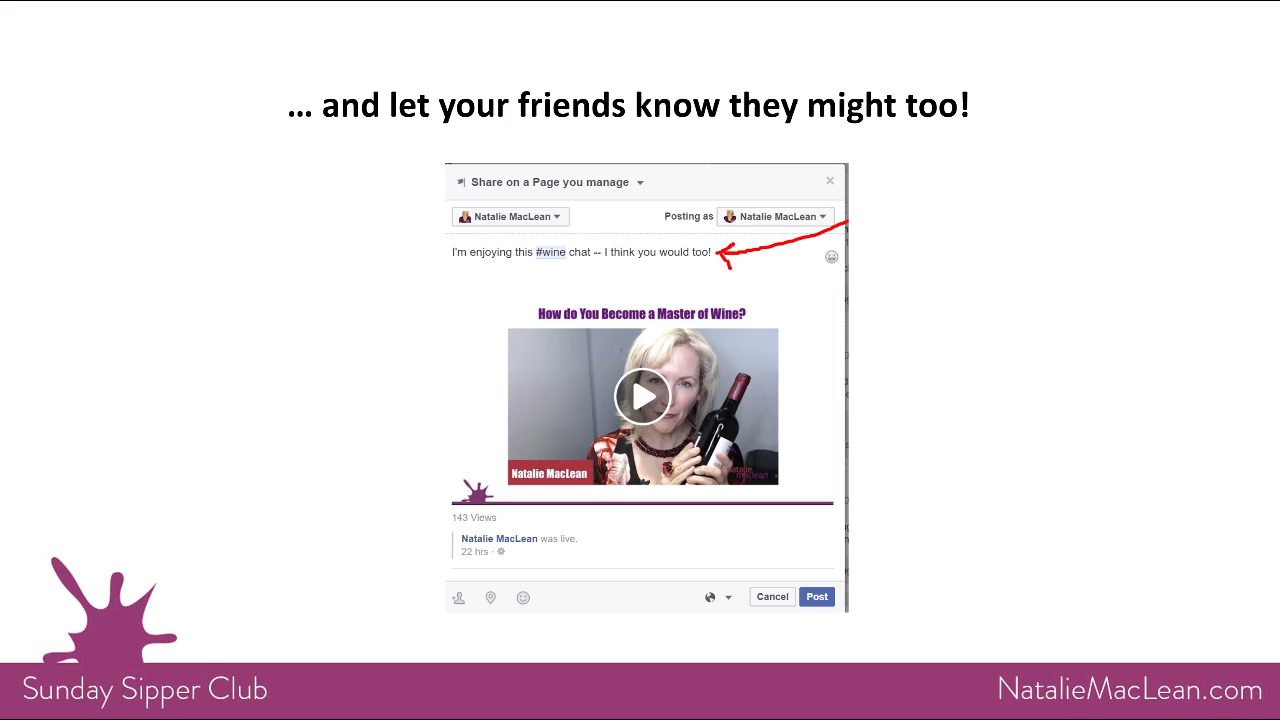 … and let your friends know they might too!
Share on a Page you manage
Natalie MacLean
Posting as
Natalie MacLean
I'm enjoying this #wine chat -- I think you would too!
How do You Become a Master of Wine?
Natalie MacLean
natalie
maclean
143 Views
Natalie MacLean was live.
22 hrs ·
Cancel
Post
Sunday Sipper Club
NatalieMacLean.com